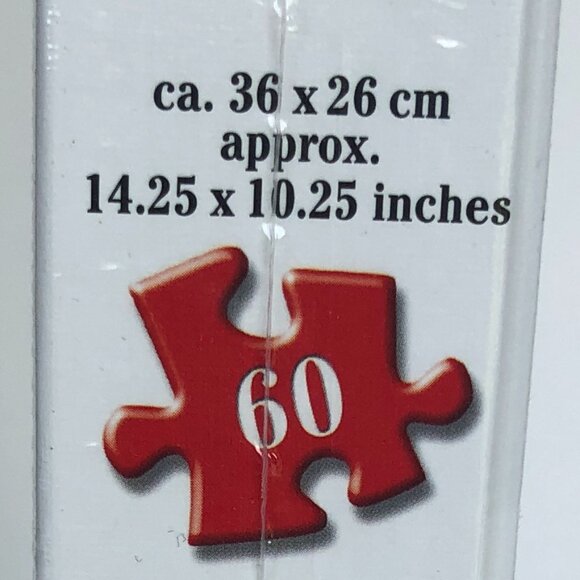 ca. 36 x 26 cm
approx.
14.25 x 10.25 inches
60